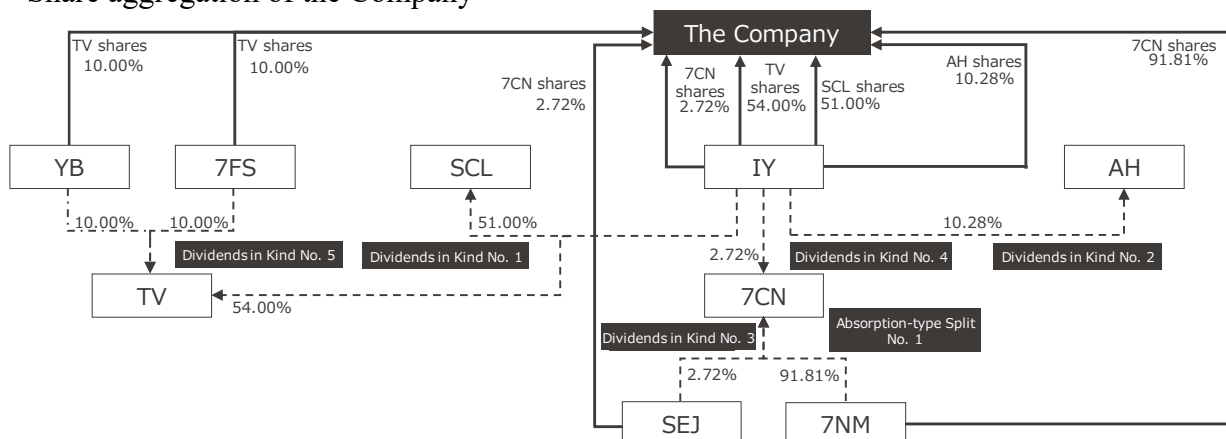 Share aggregation of the Company
The Company
TV shares
10.00%
TV shares
10.00%
7CN shares
2.72%
7CN
shares
2.72%
TV
shares
54.00%
SCL shares
51.00%
AH shares
10.28%
7CN shares
91.81%
YB
7FS
SCL
IY
AH
10.00%
10.00%
51.00%
10.28%
Dividends in Kind No. 5
Dividends in Kind No. 1
2.72%
Dividends in Kind No. 4
Dividends in Kind No. 2
TV
54.00%
7CN
Dividends in Kind No. 3
Absorption-type Split
No. 1
2.72%
91.81%
SEJ
7NM